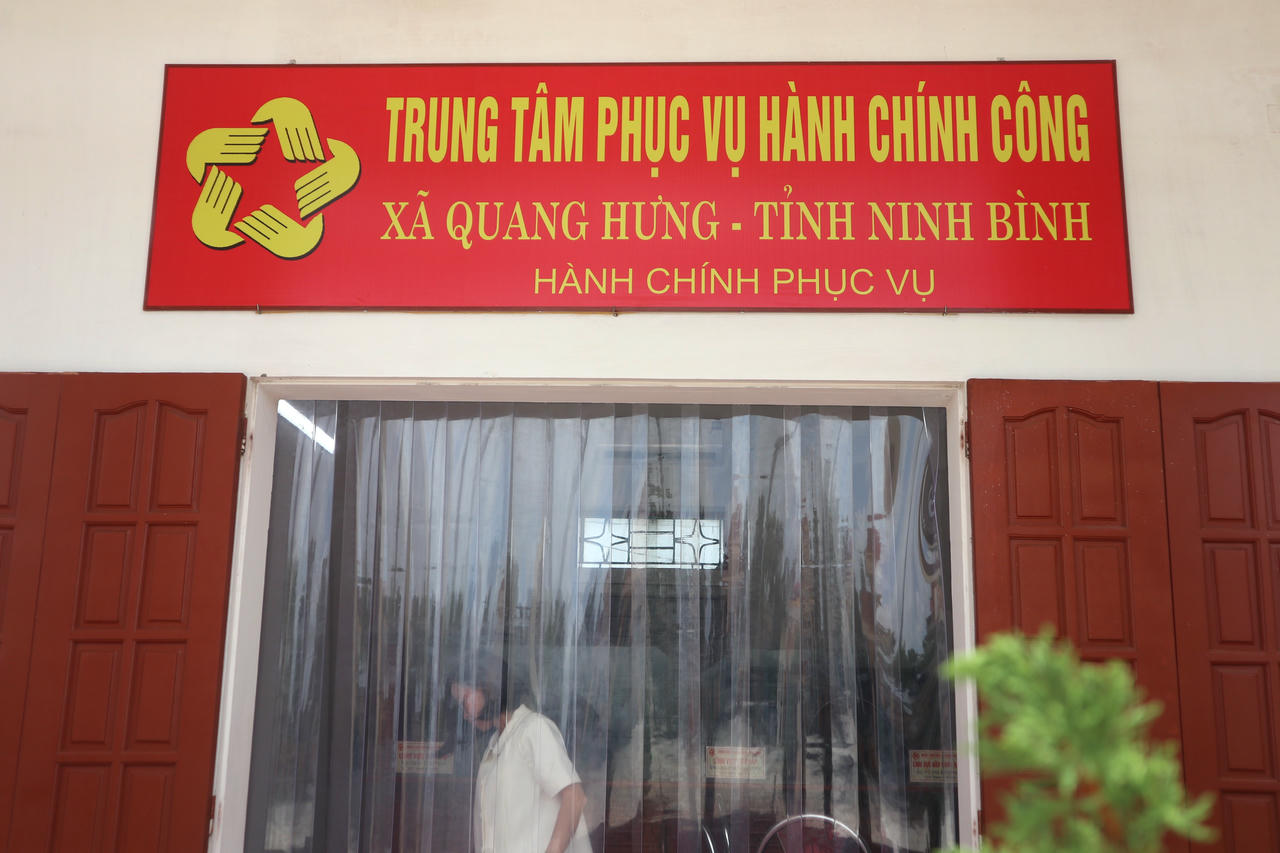 TRUNG TÂM PHỤC VỤ HÀNH CHÍNH CÔNG
XÃ QUANG HƯNG - TỈNH NINH BÌNH
HÀNH CHÍNH PHỤC VỤ